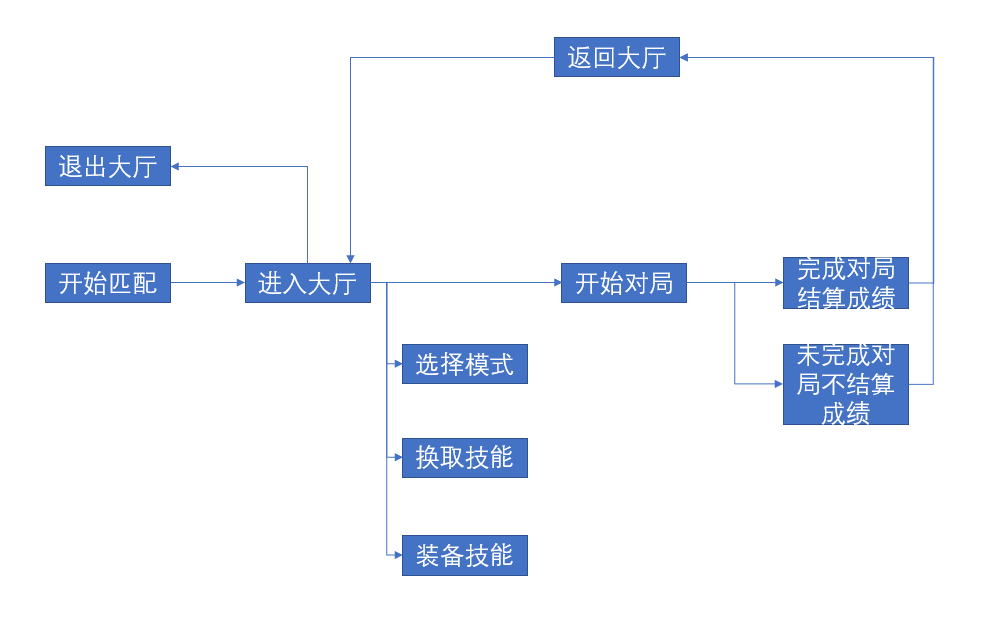 返回大厅
退出大厅
开始匹配
进入大厅
开始对局
完成对局
结算成绩
选择模式
未完成对
局不结算
成绩
换取技能
装备技能